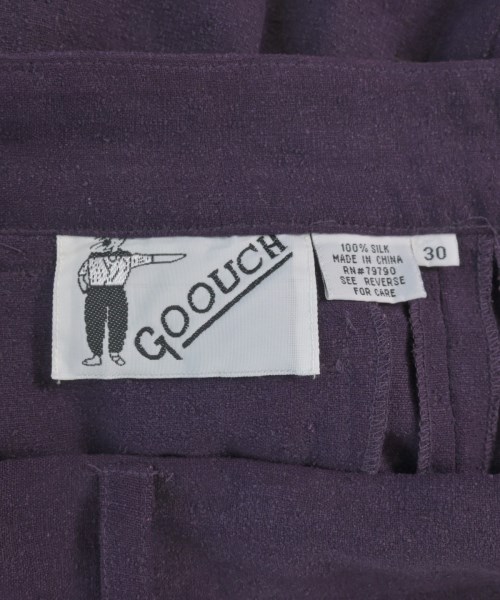 GOOUCH
100% SILK
MADE IN CHINA
RN#79790
SEE REVERSE
FOR CARE
30